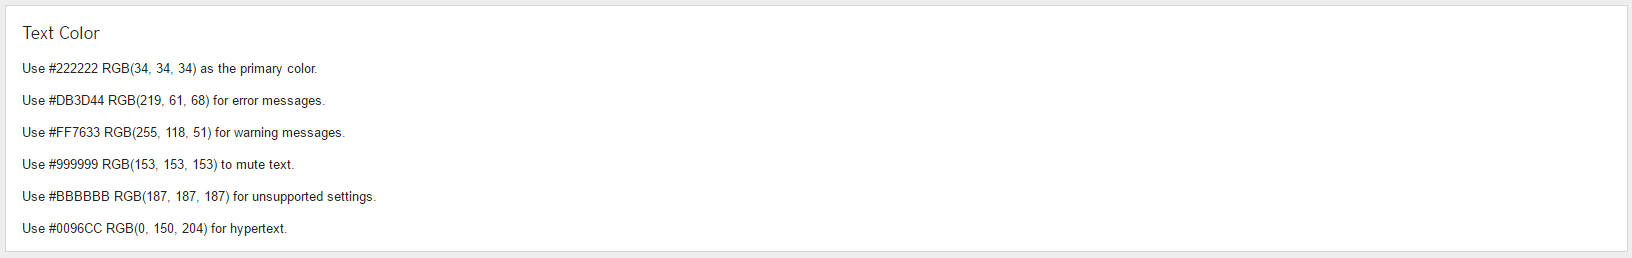 Text Color
Use #222222 RGB(34, 34, 34) as the primary color.
Use #DB3D44 RGB(219, 61, 68) for error messages.
Use #FF7633 RGB(255, 118, 51) for warning messages.
Use #999999 RGB(153, 153, 153) to mute text.
Use #BBBBBB RGB(187, 187, 187) for unsupported settings.
Use #0096CC RGB(0, 150, 204) for hypertext.